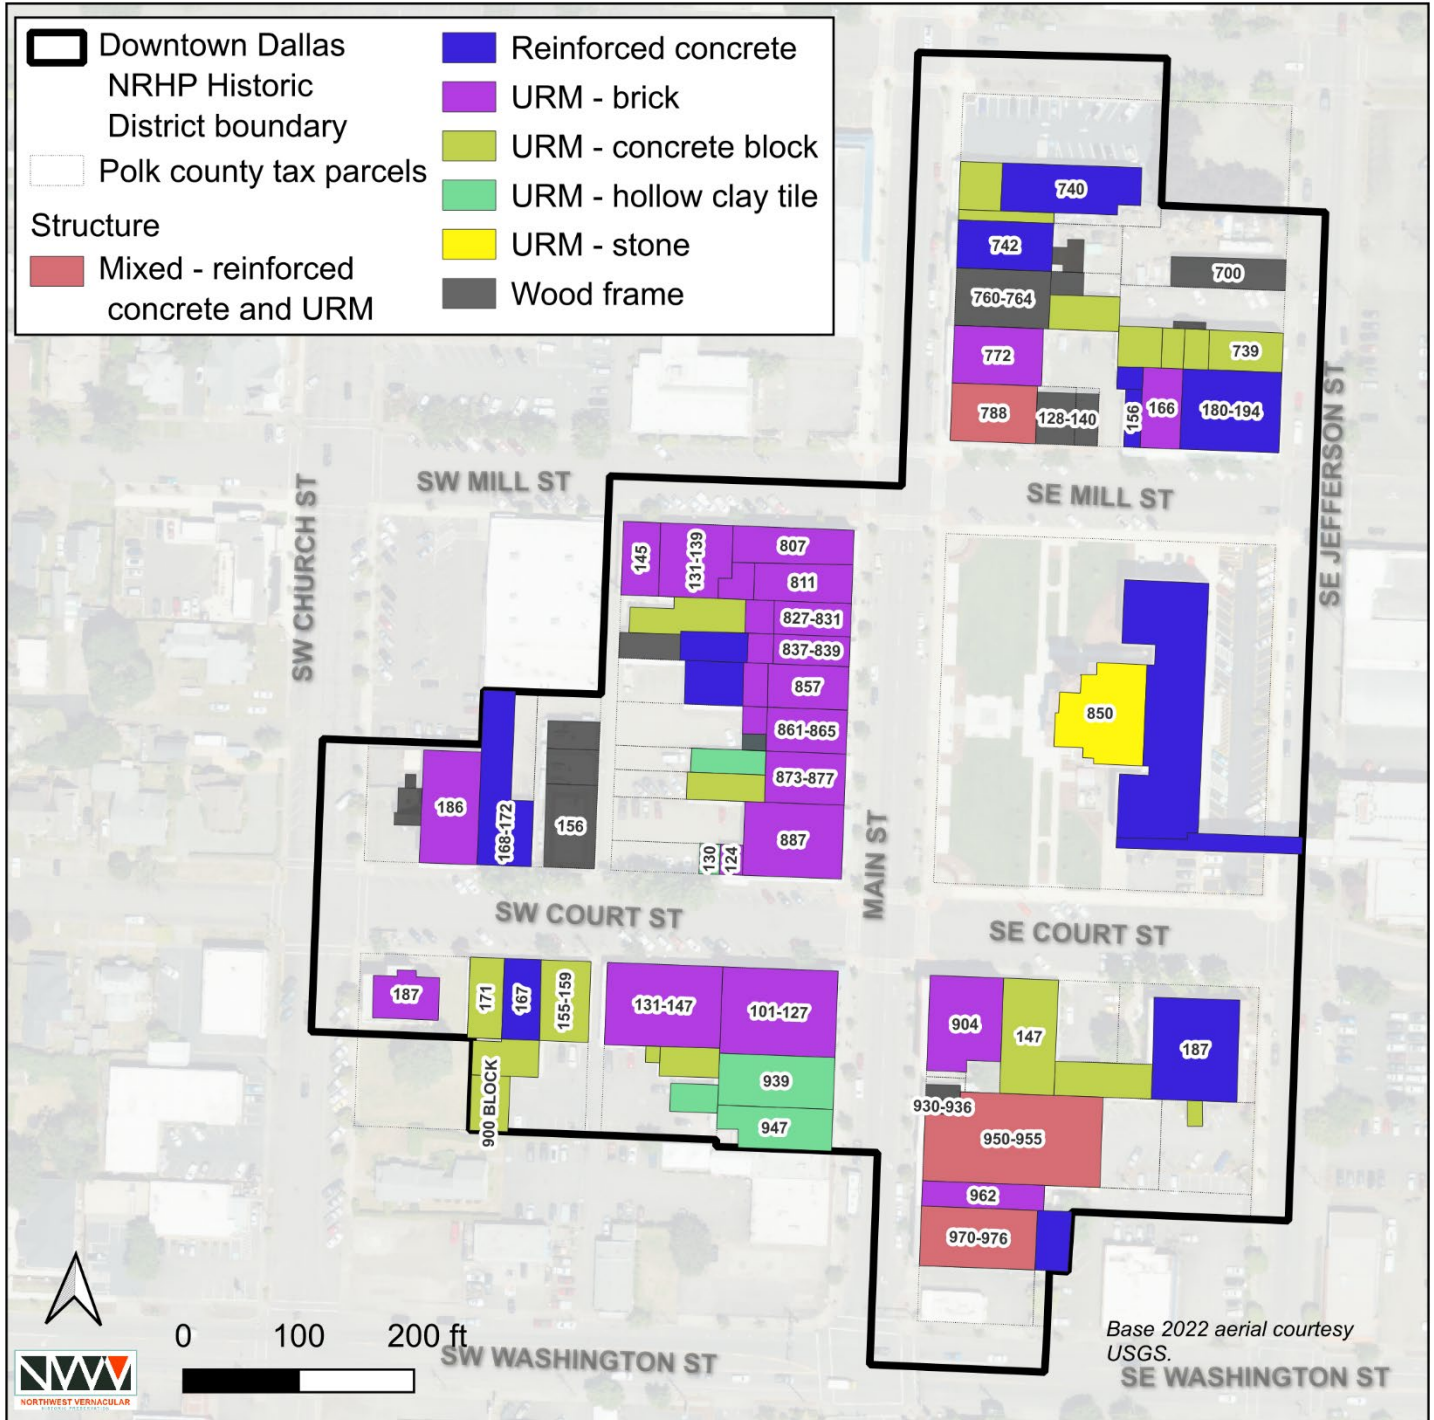 Downtown Dallas
NRHP Historic
District boundary
Polk county tax parcels
Structure
Mixed - reinforced
concrete and URM
Reinforced concrete
URM - brick
URM - concrete block
URM - hollow clay tile
URM - stone
Wood frame
740
742
700
760-764
739
772
788
128-140
156
166
180-194
SE JEFFERSON ST
SW MILL ST
SE MILL ST
SW CHURCH ST
145
131-139
807
811
827-831
837-839
857
861-865
873-877
887
130
124
850
186
168-172
156
MAIN ST
SW COURT ST
SE COURT ST
187
171
167
155-159
131-147
101-127
939
947
900 BLOCK
904
147
187
930-936
950-955
962
970-976
0 100 200 ft
SW WASHINGTON ST
Base 2022 aerial courtesy
USGS.
SE WASHINGTON ST
NWV
NORTHWEST VERNACULAR
HISTORIC PRESERVATION